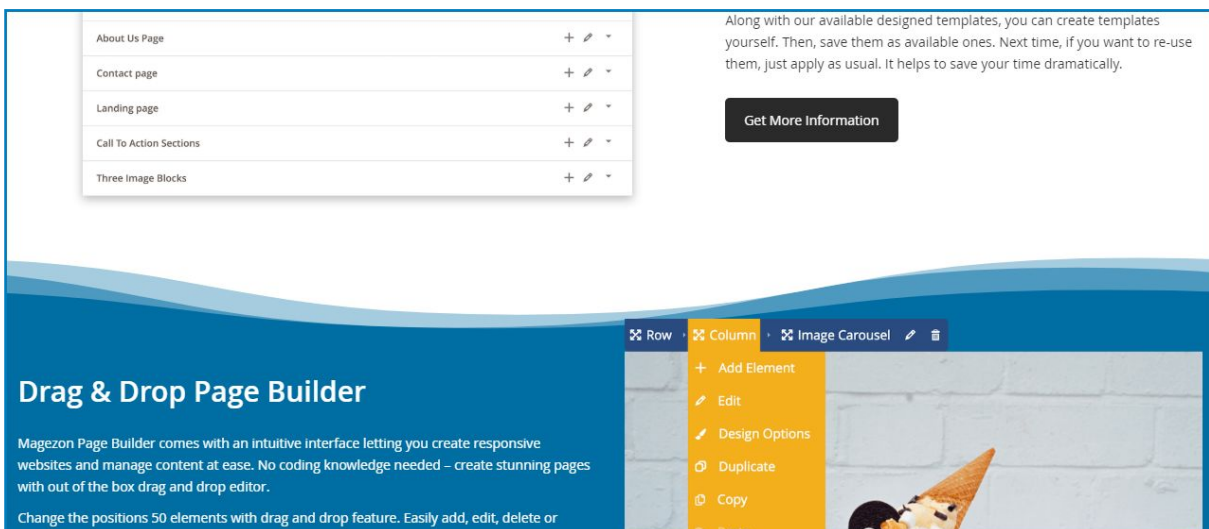 About Us Page
Contact page
Landing page
Call To Action Sections
Three Image Blocks
Along with our available designed templates, you can create templates
yourself. Then, save them as available ones. Next time, if you want to re-use
them, just apply as usual. It helps to save your time dramatically.
Get More Information
Drag & Drop Page Builder
Magezon Page Builder comes with an intuitive interface letting you create responsive
websites and manage content at ease. No coding knowledge needed – create stunning pages
with out of the box drag and drop editor.
Change the positions 50 elements with drag and drop feature. Easily add, edit, delete or
Row Column Image Carousel
Add Element
Edit
Design Options
Duplicate
Copy